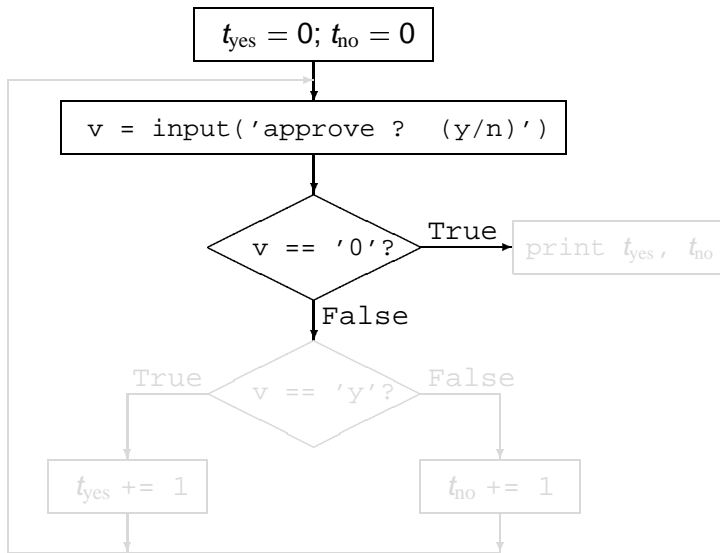 t_yes = 0; t_no = 0
v = input('approve ? (y/n)')
v == '0'?
True
print t_yes, t_no
False
True
v == 'y'?
False
t_yes += 1
t_no += 1